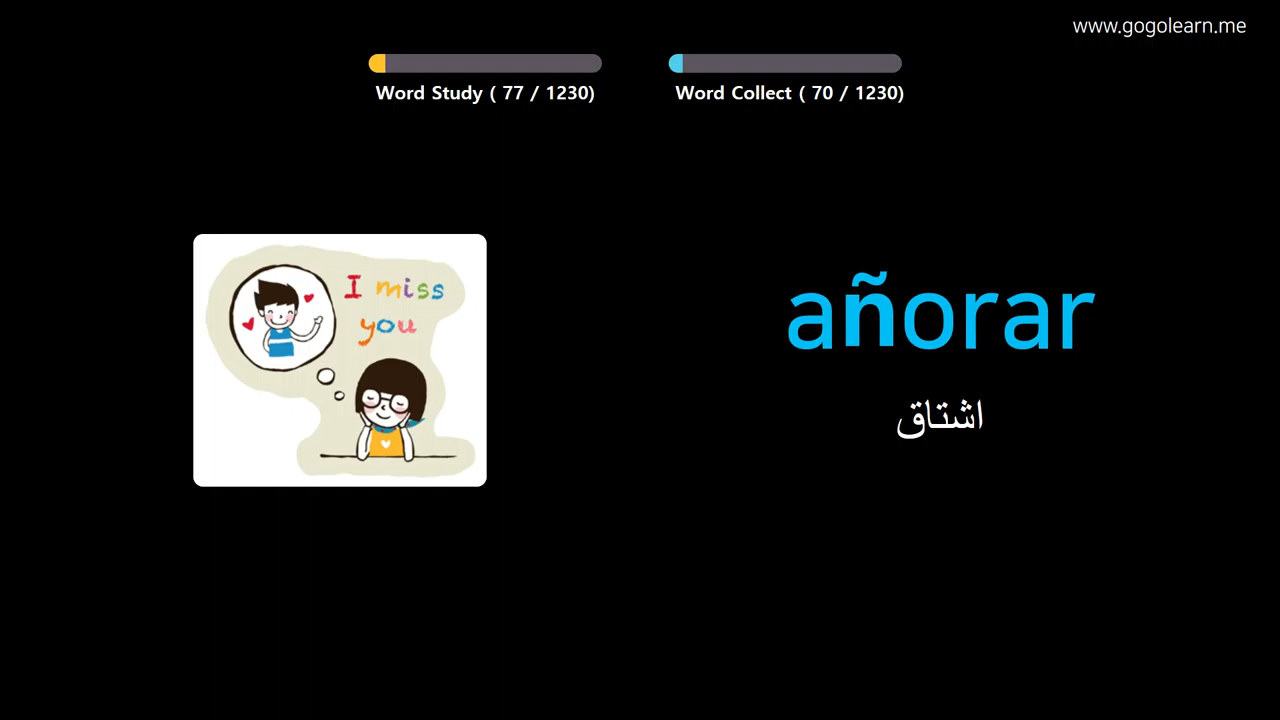 www.gogolearn.me
Word Study ( 77 / 1230)
Word Collect ( 70 / 1230)
I miss
you
añorar
اشتاق